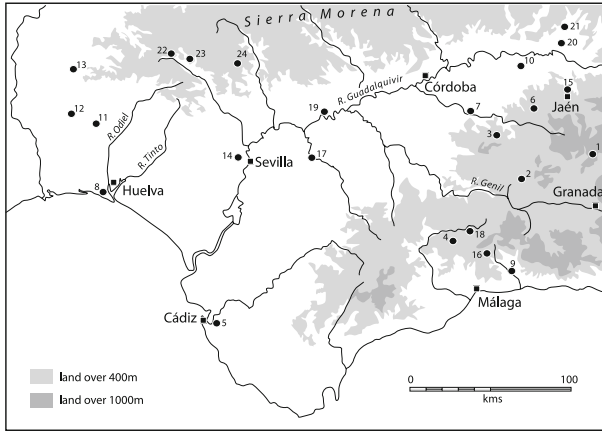 Sierra Morena
21
20
22
23
24
13
10
15
Córdoba
R. Guadalquivir
Jaén
6
7
19
12
11
R. Odiel
3
R. Tinto
14
Sevilla
17
1
2
8
Huelva
R. Genil
Granada
18
4
16
9
Málaga
Cádiz
5
land over 400m
land over 1000m
0 100
kms